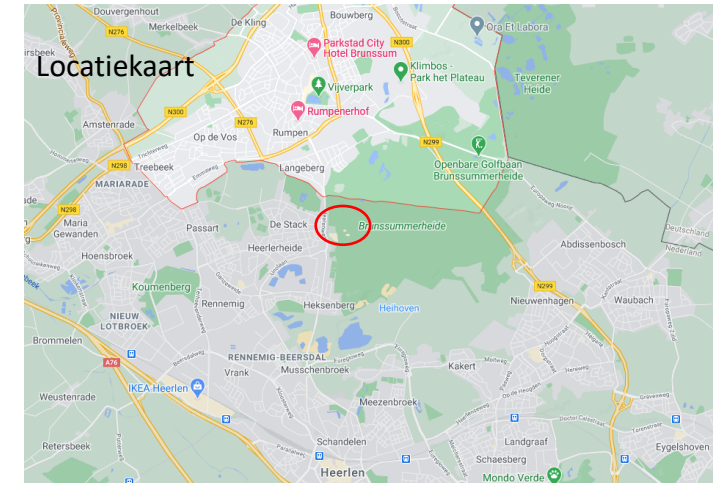 Douvergenhout
Merkelbeek
De Kling
Bouwberg
Ora Et Labora
N276
Parkstad City
Hotel Brunssum
N300
Klimbos -
Park het Plateau
Teverener
Heide
Locatiekaart
Vijverpark
Rumpenerhof
N300
N276
Amstenrade
Op de Vos
Rumpen
N299
Openbare Golfbaan
Brunssummerheide
N298
Treebeek
Langeberg
MARIARADE
N298
Maria
Gewanden
Passart
De Stack
Brunssummerheide
Deutschland
Nederland
Heerlerheide
Abdissenbosch
Hoensbroek
Koumenberg
N299
Rennemig
Heksenberg
Heihoven
Nieuwenhagen
Waubach
NIEUW
LOTBROEK
Brommelen
A76
RENNEMIG-BEERSDAL
Vrank
Musschenbroek
Kakert
IKEA Heerlen
Weustenrade
Meezenbroek
Schandelen
Landgraaf
Retersbeek
Eygelshoven
Schaesberg
Heerlen
Mondo Verde